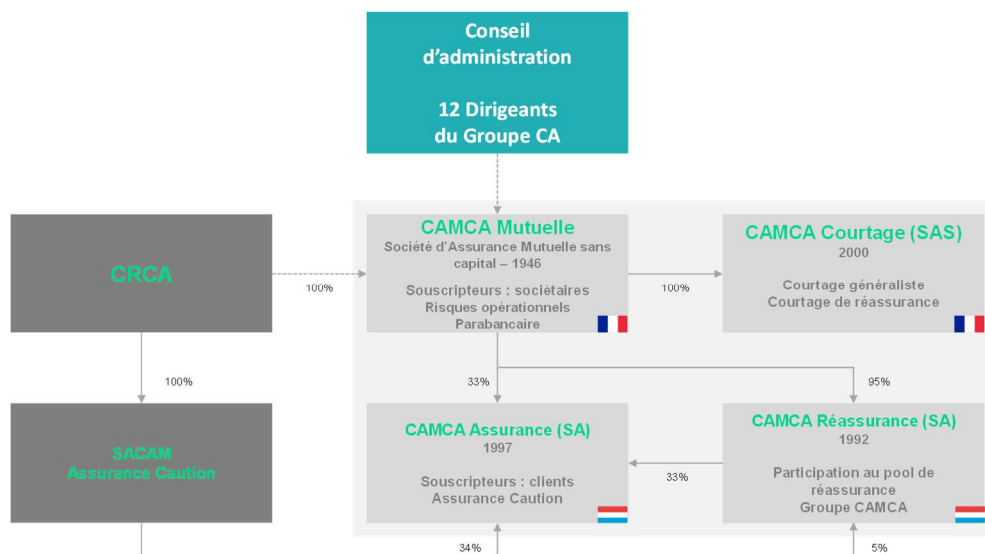 Conseil
d'administration
12 Dirigeants
du Groupe CA
CRCA
100%
CAMCA Mutuelle
Société d'Assurance Mutuelle sans
capital – 1946
Souscripteurs : sociétaires
Risques opérationnels
Parabancaire
100%
CAMCA Courtage (SAS)
2000
Courtage généraliste
Courtage de réassurance
100%
33%
95%
SACAM
Assurance Caution
CAMCA Assurance (SA)
1997
Souscripteurs : clients
Assurance Caution
33%
CAMCA Réassurance (SA)
1992
Participation au pool de
réassurance
Groupe CAMCA
34%
5%